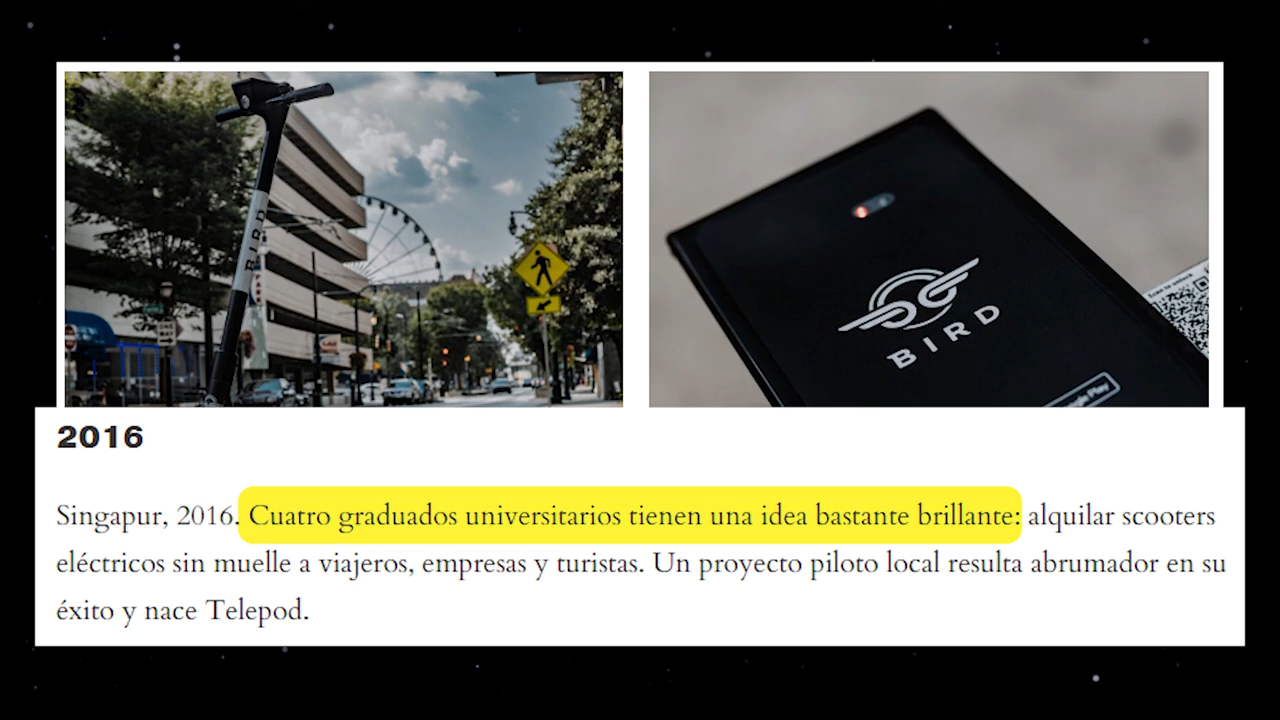 BIRD
BIRD
2016
Singapur, 2016. Cuatro graduados universitarios tienen una idea bastante brillante: alquilar scooters
eléctricos sin muelle a viajeros, empresas y turistas. Un proyecto piloto local resulta abrumador en su
éxito y nace Telepod.